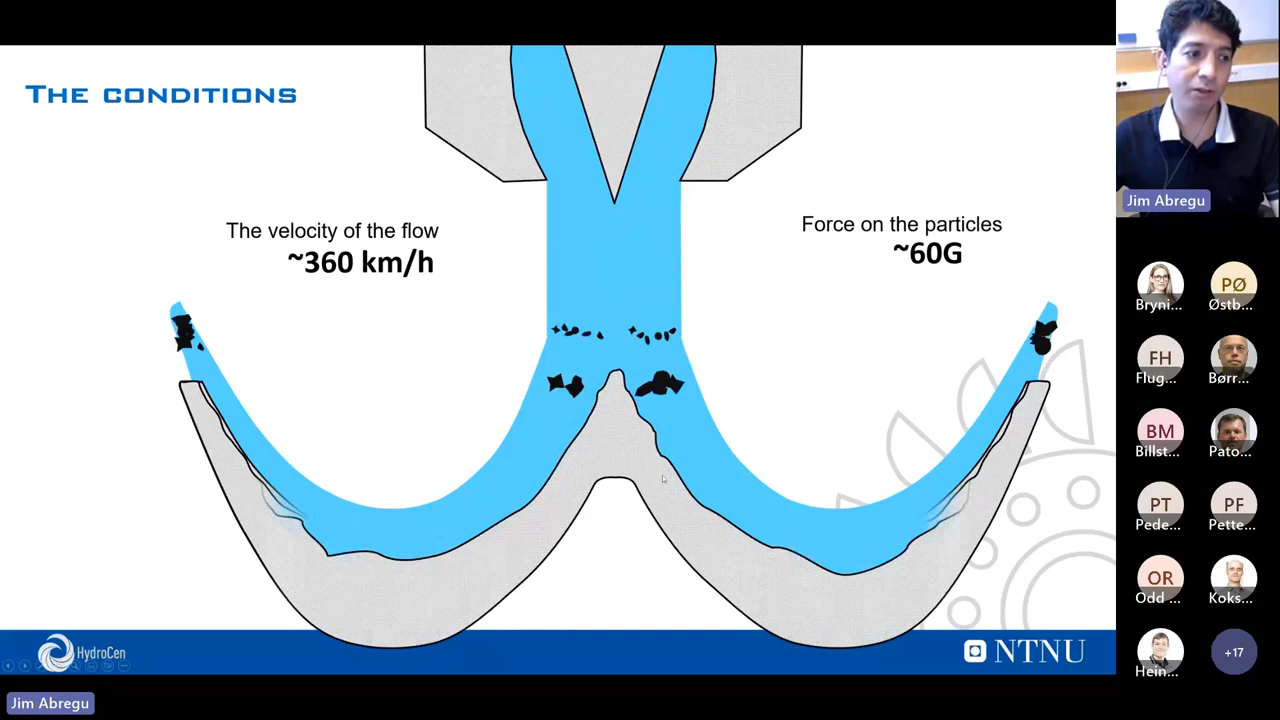 THE CONDITIONS
The velocity of the flow
~360 km/h
Force on the particles
~60G
HydroCen
NTNU
Jim Abregu
Jim Abregu
Bryni...
PØ
Østb...
FH
Flug...
Børr...
BM
Billst...
Pato...
PT
Pede...
PF
Pette...
OR
Odd ...
Koks...
Hein...
+17